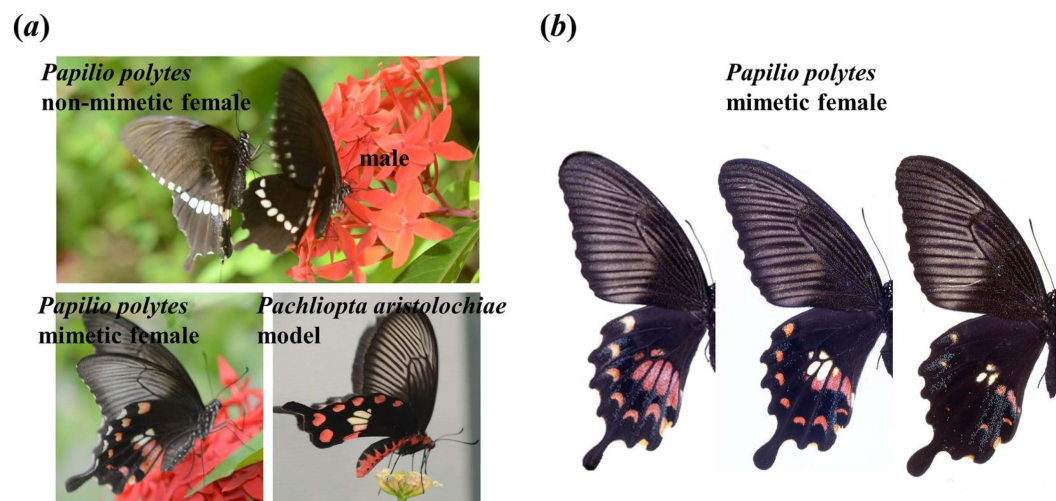 (a)
Papilio polytes
non-mimetic female
male
Papilio polytes
mimetic female
Pachliopta aristolochiae
model
(b)
Papilio polytes
mimetic female